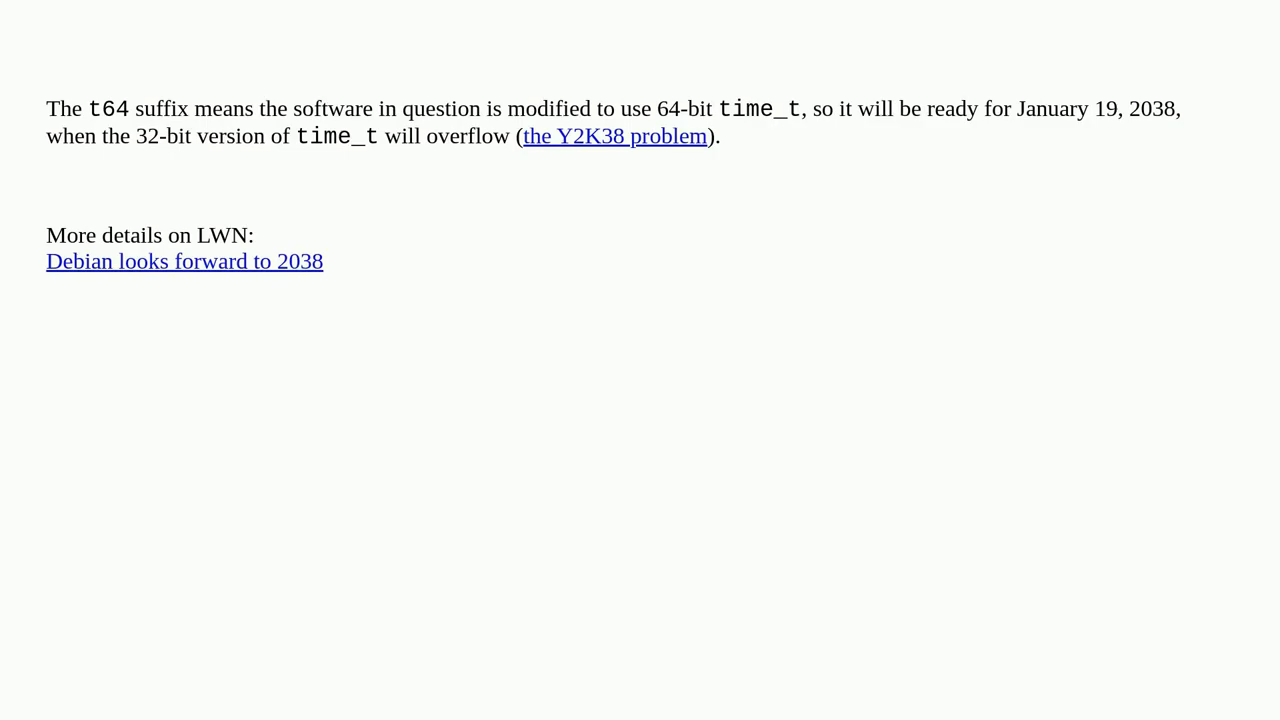 The t64 suffix means the software in question is modified to use 64-bit time_t, so it will be ready for January 19, 2038,
when the 32-bit version of time_t will overflow (the Y2K38 problem).
More details on LWN:
Debian looks forward to 2038